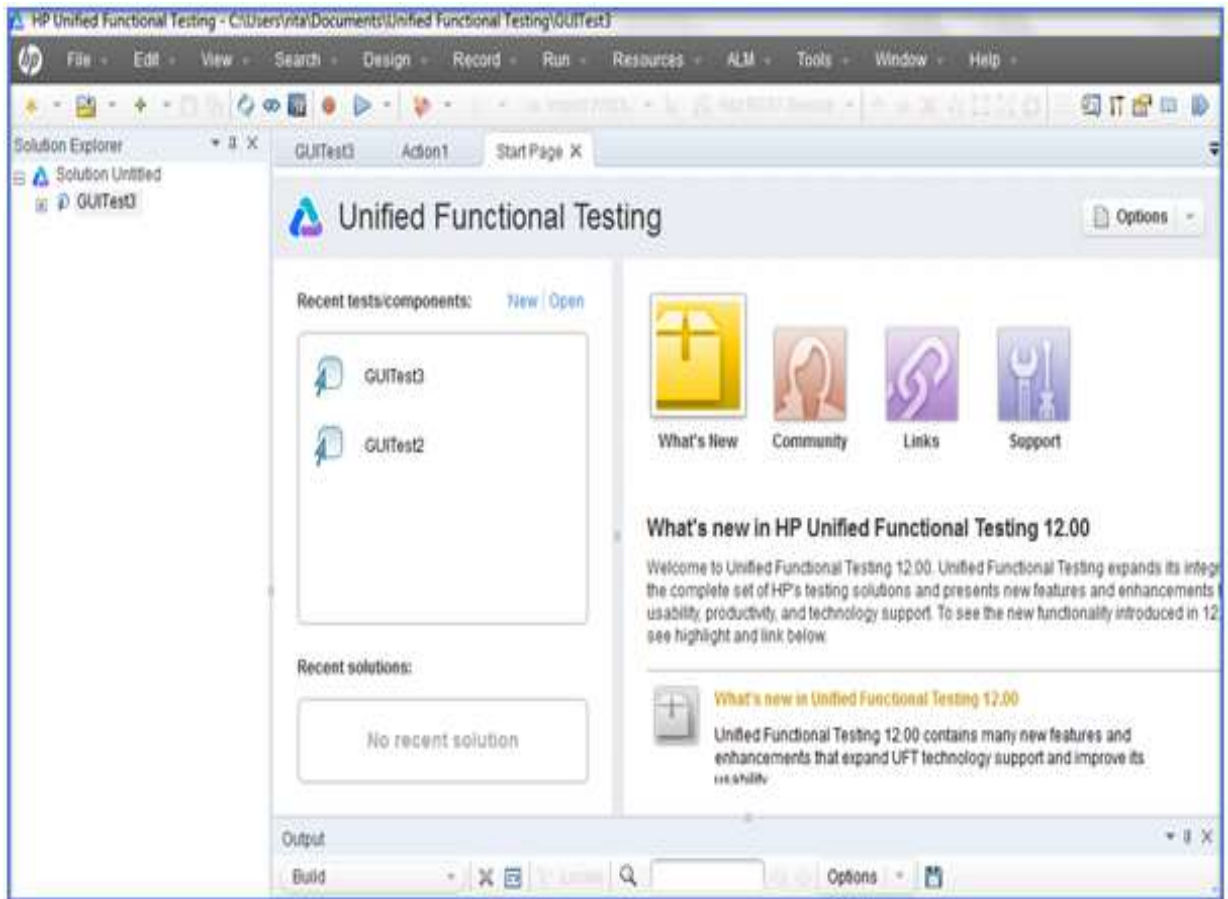 HP Unified Functional Testing - C:\Users\rita\Documents\Unified Functional Testing\GUITest3
hp File Edit View Search Design Record Run Resources ALM Tools Window Help
Solution Explorer
GUITest3 Action1 Start Page X
Solution Untitled
GUITest3
Unified Functional Testing
Options
Recent tests/components: New Open
GUITest3
GUITest2
What's New Community Links Support
What's new in HP Unified Functional Testing 12.00
Welcome to Unified Functional Testing 12.00. Unified Functional Testing expands its integr
the complete set of HP's testing solutions and presents new features and enhancements
usability, productivity, and technology support. To see the new functionality introduced in 12.
see highlight and link below.
Recent solutions:
No recent solution
What's new in Unified Functional Testing 12.00
Unified Functional Testing 12.00 contains many new features and
enhancements that expand UFT technology support and improve its
usability
Output
Build Options